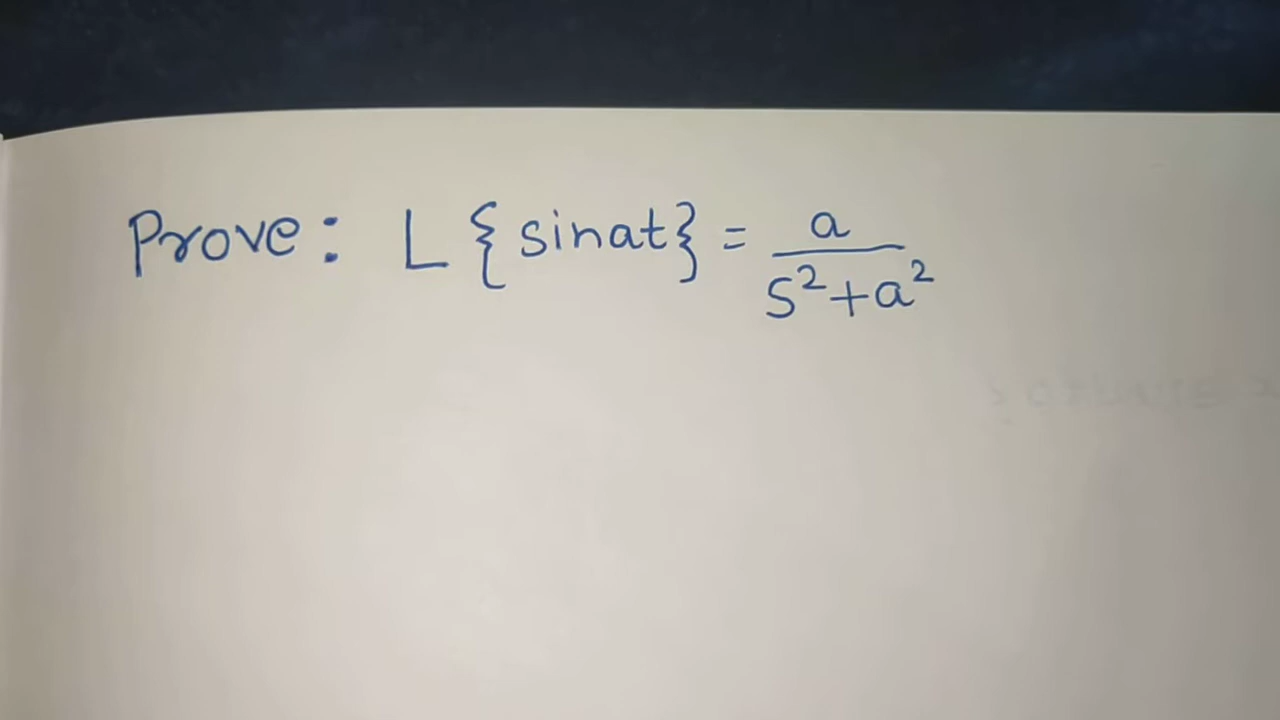 Prove: L{sinat} = a/(s²+a²)